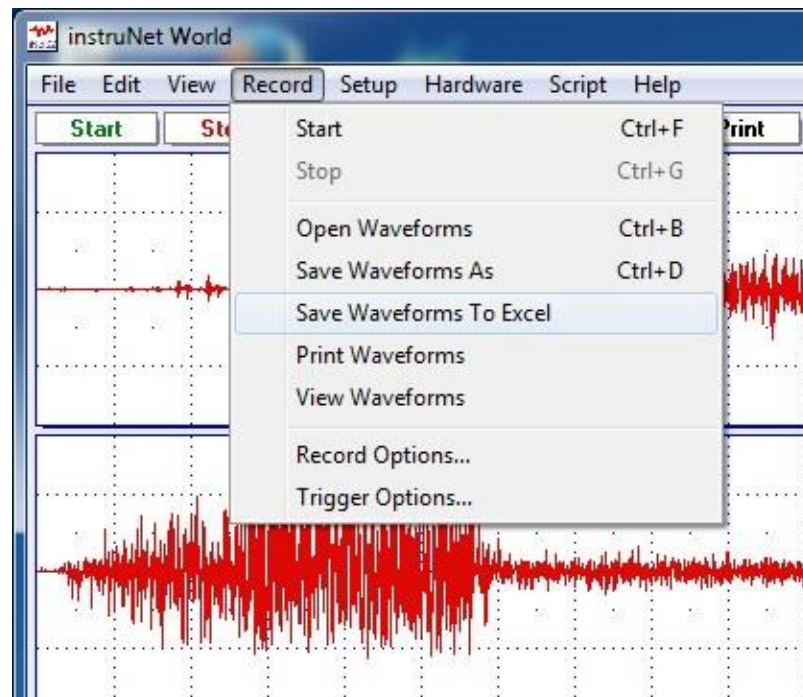 instruNet World
File Edit View Record Setup Hardware Script Help
Start
Start Ctrl+F
Print
Stop Ctrl+G
Open Waveforms Ctrl+B
Save Waveforms As Ctrl+D
Save Waveforms To Excel
Print Waveforms
View Waveforms
Record Options...
Trigger Options...